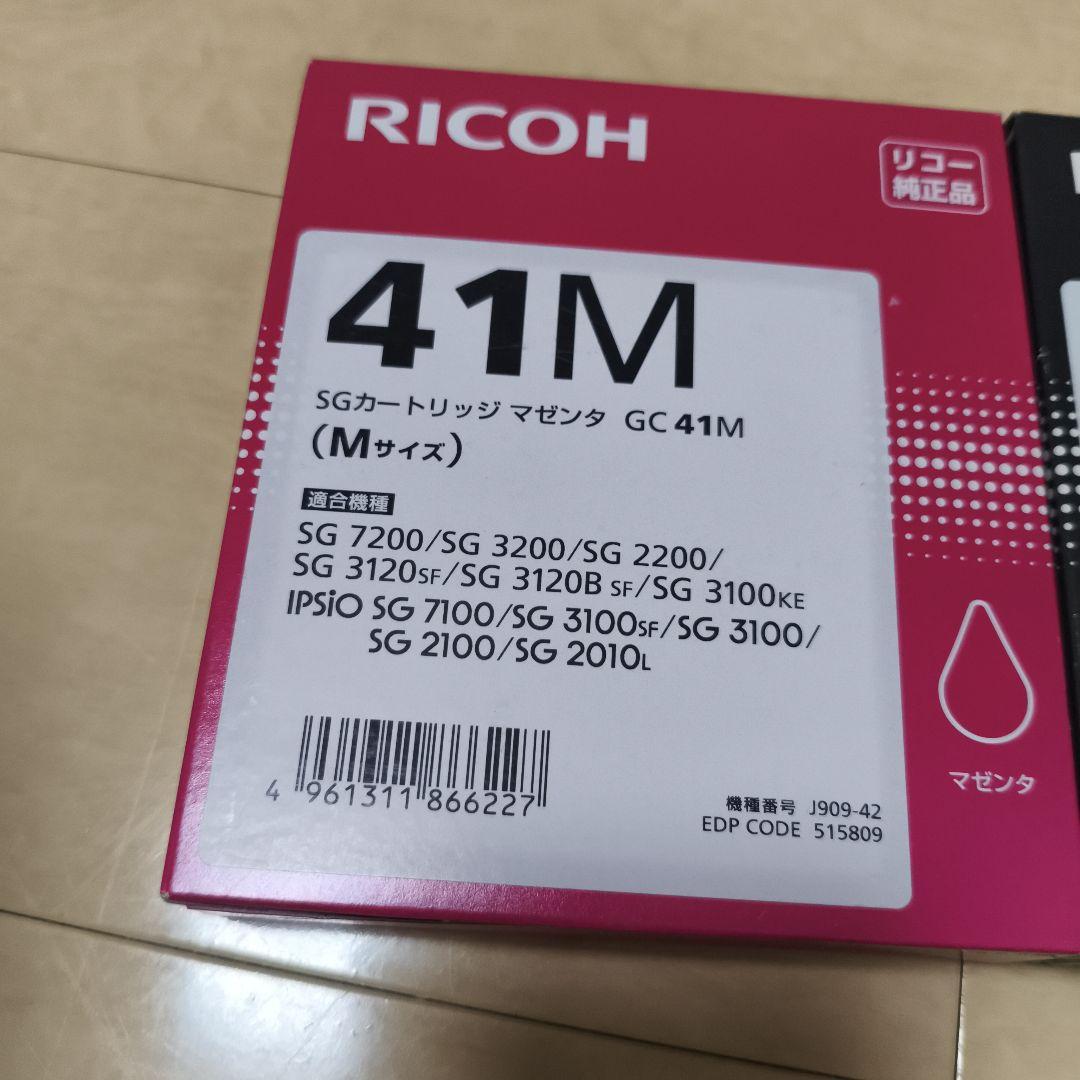 RICOH
リコー
純正品
41M
SGカートリッジ マゼンタ GC 41M
（Mサイズ）
適合機種
SG 7200/SG 3200/SG 2200/
SG 3120SF/SG 3120B SF/SG 3100KE
IPSiO SG 7100/SG 3100SF/SG 3100/
SG 2100/SG 2010L
マゼンタ
4 961311 866227
機種番号 J909-42
EDP CODE 515809